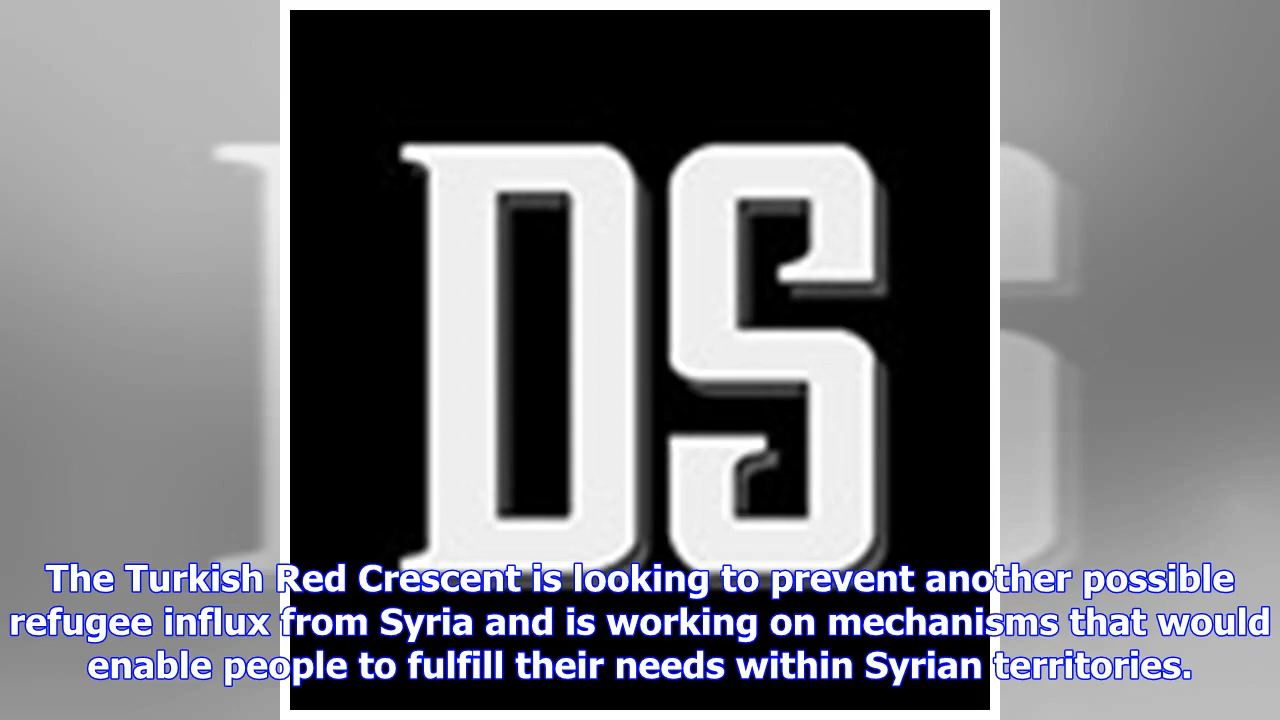 DS
The Turkish Red Crescent is looking to prevent another possible
refugee influx from Syria and is working on mechanisms that would
enable people to fulfill their needs within Syrian territories.